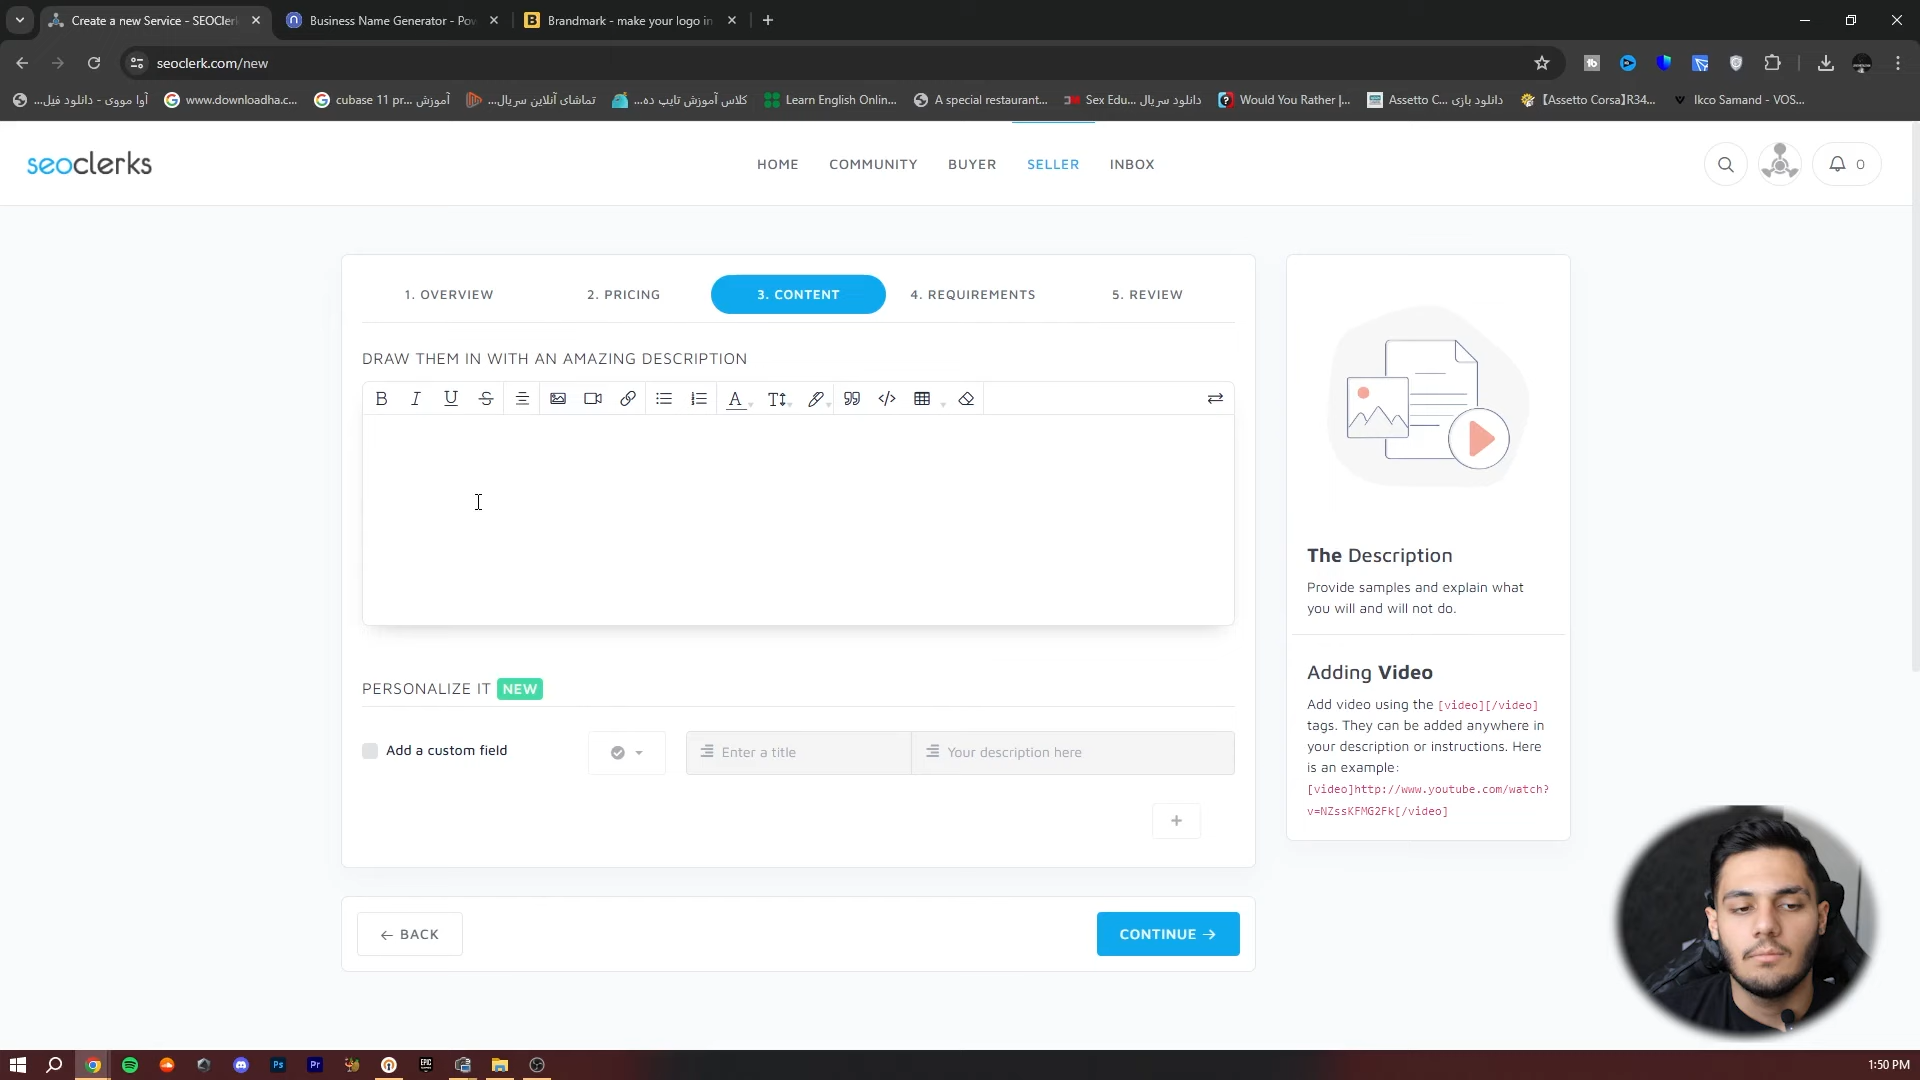 Create a new Service - SEOClerk
Business Name Generator - Pow
Brandmark - make your logo in
seoclerk.com/new
آوا مووی - دانلود فیل...
www.downloadha.c...
آموزش cubase 11 pr...
تماشای آنلاین سریال...
کلاس آموزش تایپ ده...
Learn English Onlin...
A special restaurant...
دانلود سریال Sex Edu...
Would You Rather |...
دانلود بازی Assetto C...
【Assetto Corsa】R34...
Ikco Samand - VOS...
seoclerks
HOME
COMMUNITY
BUYER
SELLER
INBOX
0
1. OVERVIEW
2. PRICING
3. CONTENT
4. REQUIREMENTS
5. REVIEW
DRAW THEM IN WITH AN AMAZING DESCRIPTION
The Description
Provide samples and explain what
you will and will not do.
Adding Video
Add video using the [video][/video]
tags. They can be added anywhere in
your description or instructions. Here
is an example:
[video]http://www.youtube.com/watch?
v=NZssKFMG2Fk[/video]
PERSONALIZE IT NEW
Add a custom field
Enter a title
Your description here
+
← BACK
CONTINUE →
1:50 PM